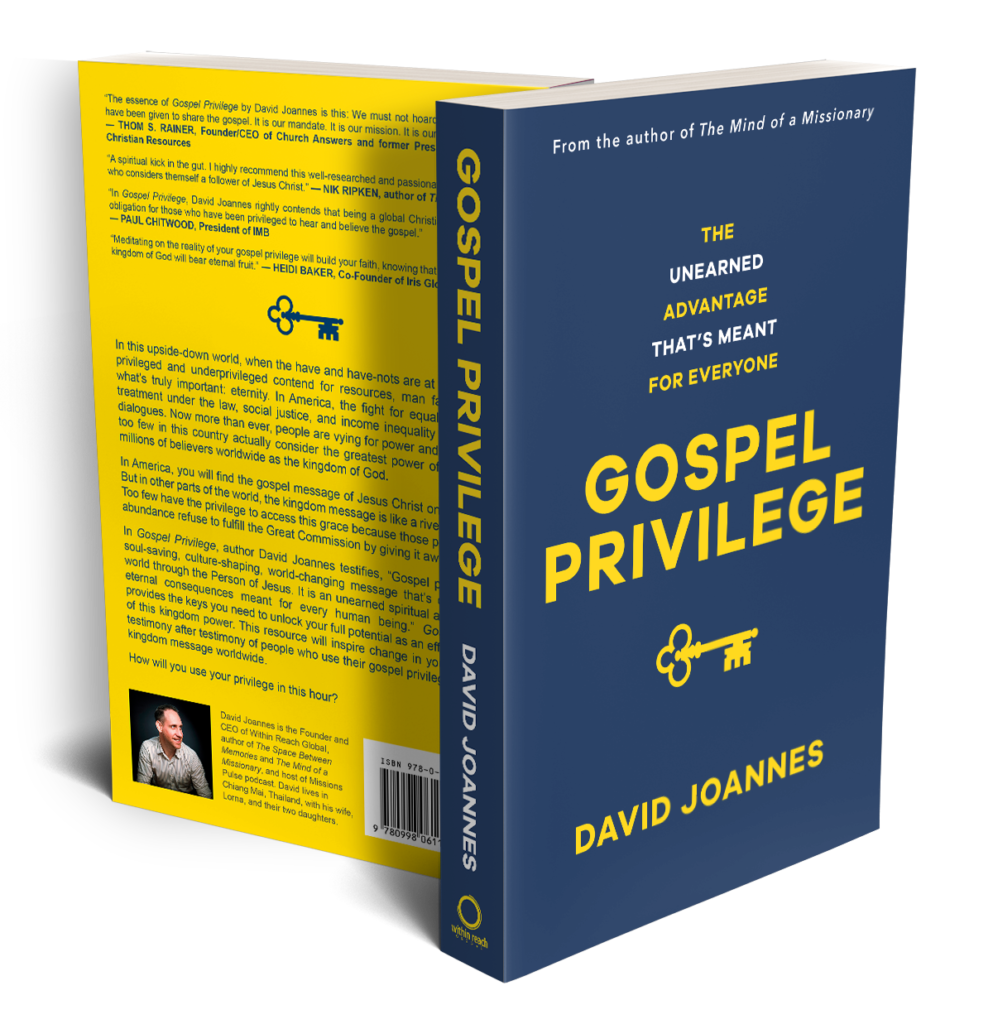 "The essence of Gospel Privilege by David Joannes is this: We must not hoard
have been given to share the gospel. It is our mandate. It is our mission. It is our
— THOM S. RAINER, Founder/CEO of Church Answers and former Pres
Christian Resources
"A spiritual kick in the gut. I highly recommend this well-researched and passiona
who considers themself a follower of Jesus Christ." — NIK RIPKEN, author of T
"In Gospel Privilege, David Joannes rightly contends that being a global Christi
obligation for those who have been privileged to hear and believe the gospel."
— PAUL CHITWOOD, President of IMB
"Meditating on the reality of your gospel privilege will build your faith, knowing that
kingdom of God will bear eternal fruit." — HEIDI BAKER, Co-Founder of Iris Glo
In this upside-down world, when the have and have-nots are at
privileged and underprivileged contend for resources, man fa
what's truly important: eternity. In America, the fight for equal
treatment under the law, social justice, and income inequality
dialogues. Now more than ever, people are vying for power and
too few in this country actually consider the greatest power of
millions of believers worldwide as the kingdom of God.
In America, you will find the gospel message of Jesus Christ on
But in other parts of the world, the kingdom message is like a rive
Too few have the privilege to access this grace because those p
abundance refuse to fulfill the Great Commission by giving it aw
In Gospel Privilege, author David Joannes testifies, "Gospel p
soul-saving, culture-shaping, world-changing message that's
world through the Person of Jesus. It is an unearned spiritual a
eternal consequences meant for every human being." Go
provides the keys you need to unlock your full potential as an eff
of this kingdom power. This resource will inspire change in yo
testimony after testimony of people who use their gospel privile
kingdom message worldwide.
How will you use your privilege in this hour?
David Joannes is the Founder and
CEO of Within Reach Global,
author of The Space Between
Memories and The Mind of a
Missionary, and host of Missions
Pulse podcast. David lives in
Chiang Mai, Thailand, with his wife,
Lorna, and their two daughters.
ISBN 978-0-
9 780998 061
GOSPEL PRIVILEGE DAVID JOANNES
within reach
From the author of The Mind of a Missionary
THE
UNEARNED
ADVANTAGE
THAT'S MEANT
FOR EVERYONE
GOSPEL
PRIVILEGE
DAVID JOANNES